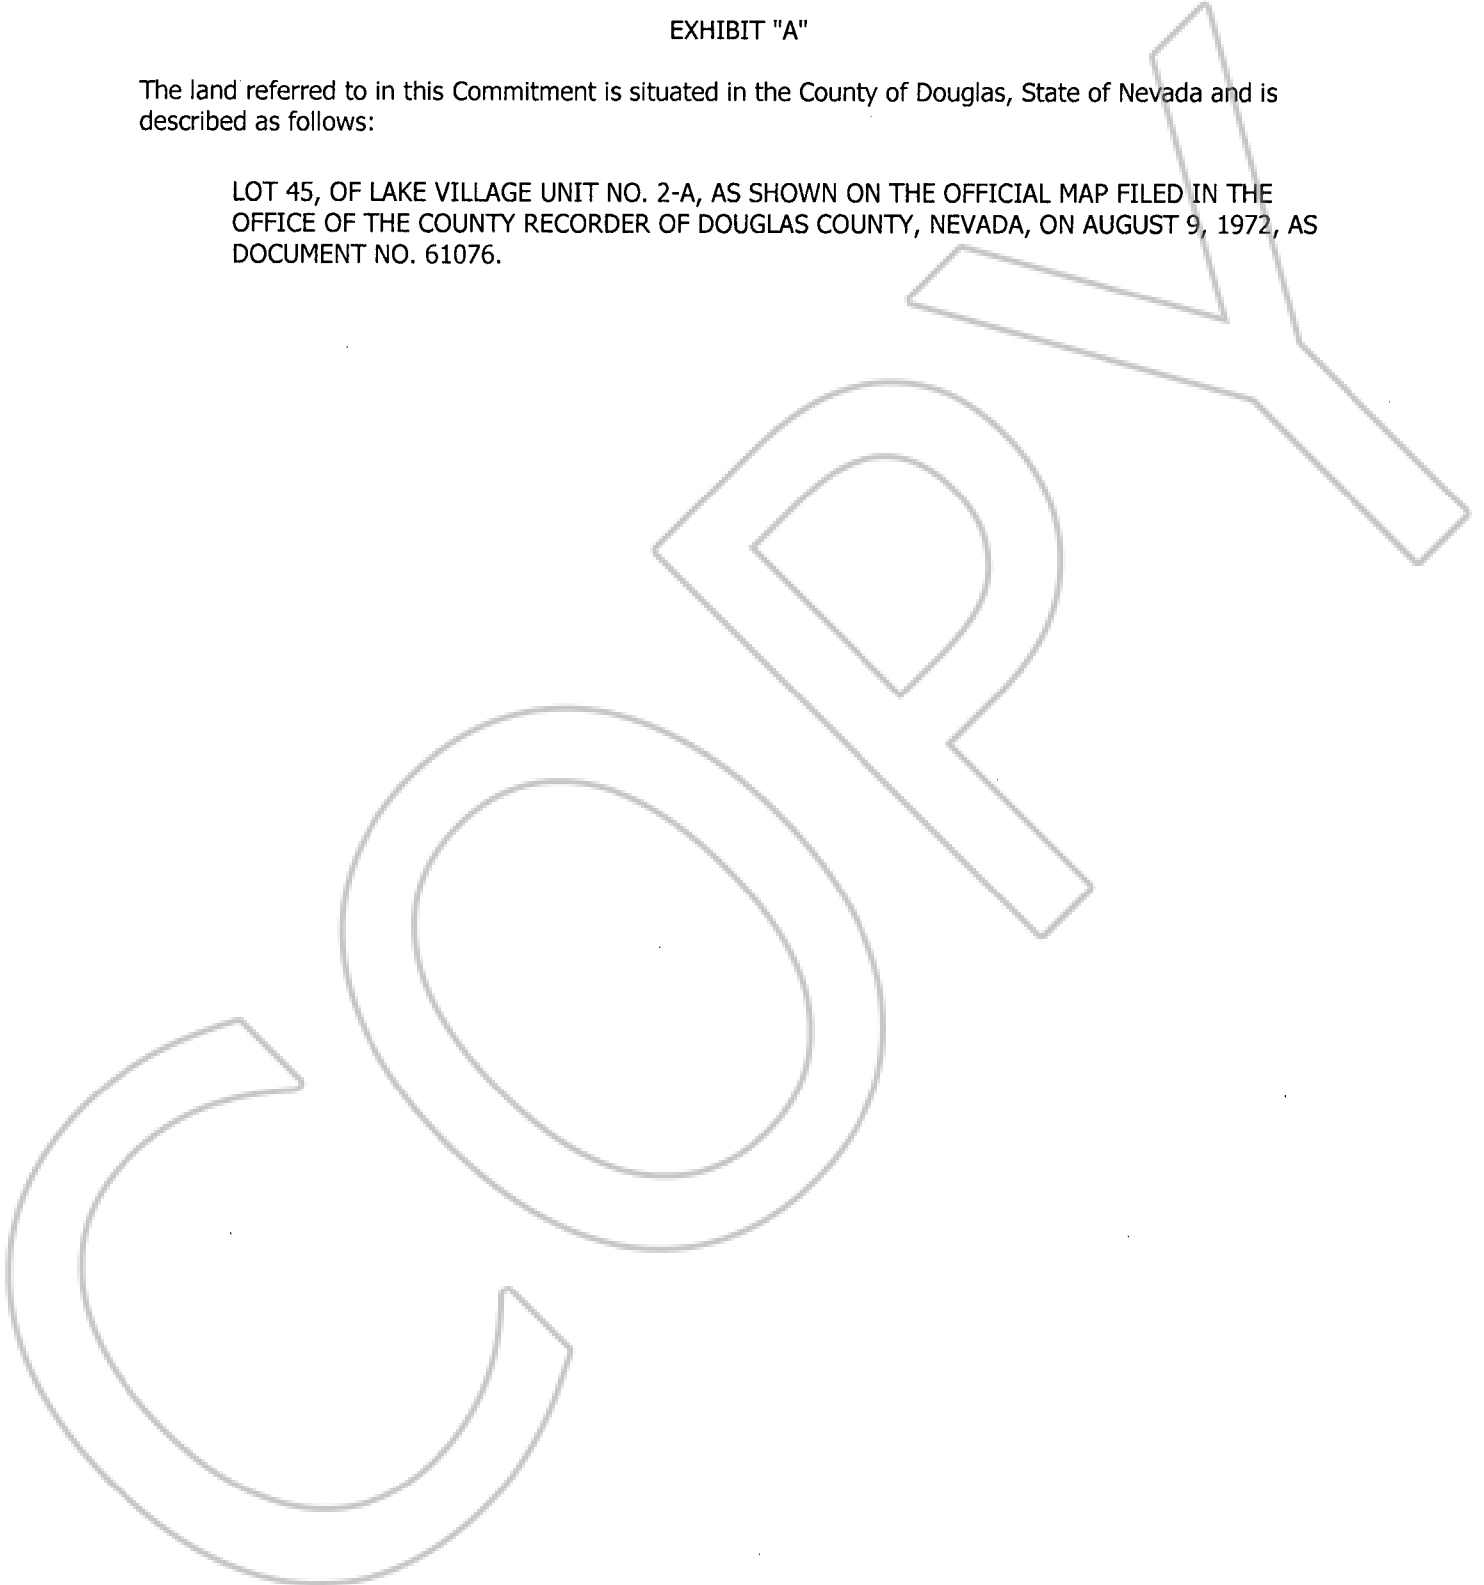 EXHIBIT "A"
The land referred to in this Commitment is situated in the County of Douglas, State of Nevada and is
described as follows:
LOT 45, OF LAKE VILLAGE UNIT NO. 2-A, AS SHOWN ON THE OFFICIAL MAP FILED IN THE
OFFICE OF THE COUNTY RECORDER OF DOUGLAS COUNTY, NEVADA, ON AUGUST 9, 1972, AS
DOCUMENT NO. 61076.
COPY